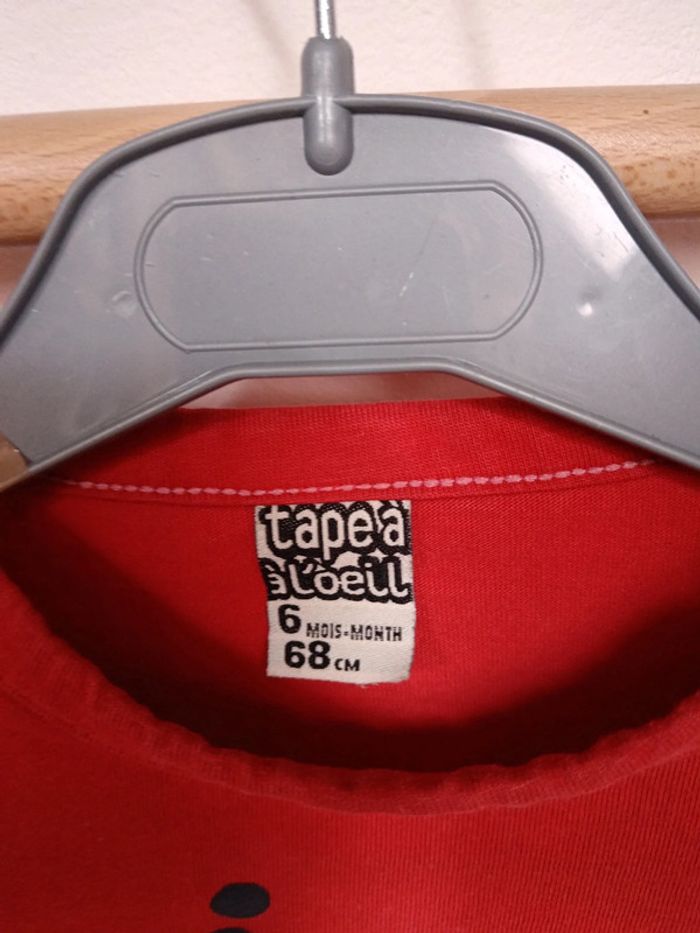 tape à
à l'oeil
6 MOIS-MONTH
68 CM